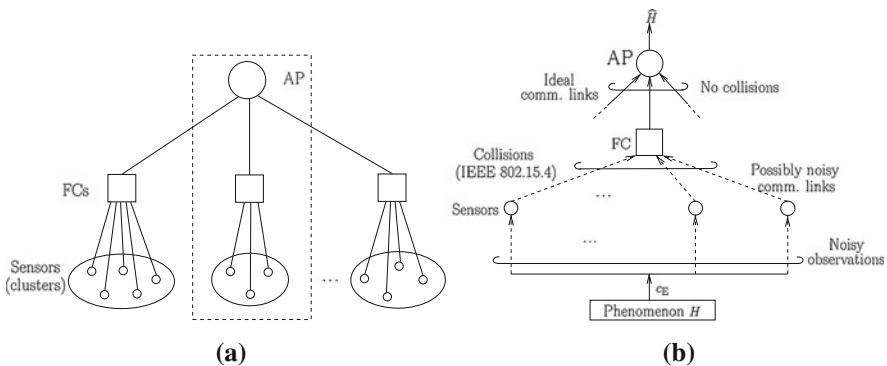 AP
FCs
Sensors
(clusters)
...
(a)
Ĥ
AP
Ideal
comm. links
No collisions
FC
Collisions
(IEEE 802.15.4)
Possibly noisy
comm. links
...
Sensors
...
Noisy
observations
c_E
Phenomenon H
(b)